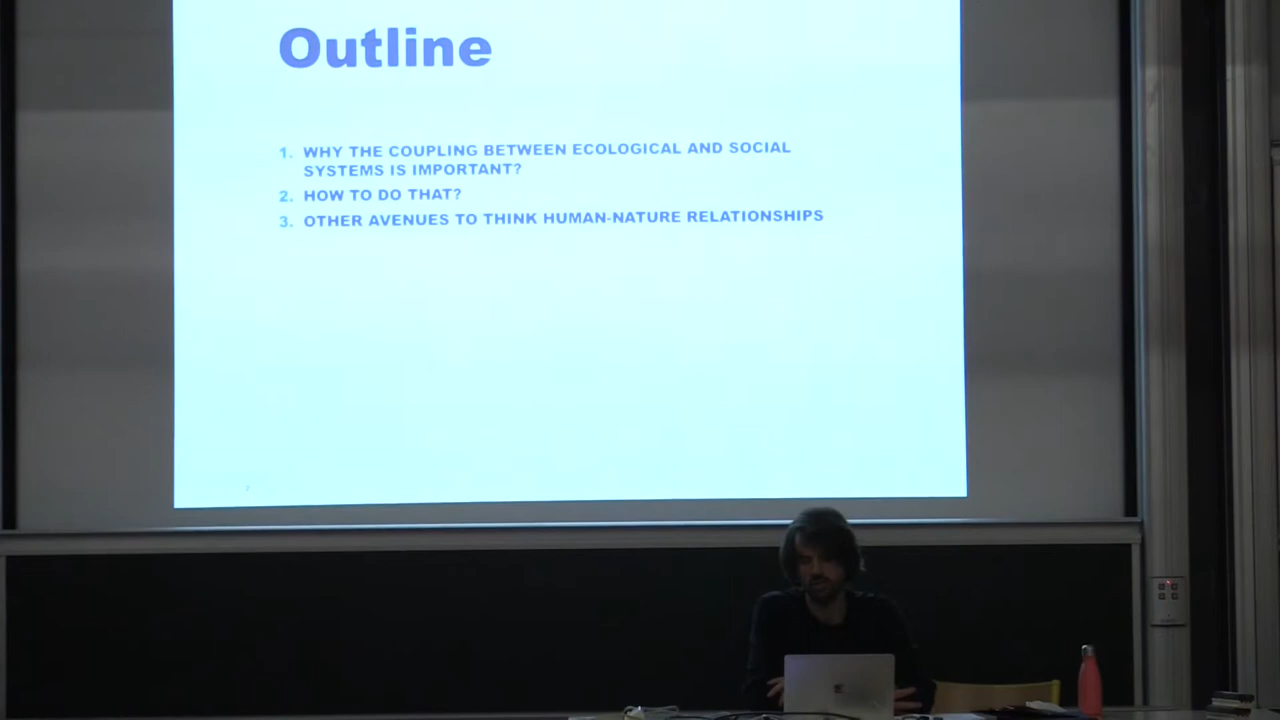 Outline
1. WHY THE COUPLING BETWEEN ECOLOGICAL AND SOCIAL
SYSTEMS IS IMPORTANT?
2. HOW TO DO THAT?
3. OTHER AVENUES TO THINK HUMAN-NATURE RELATIONSHIPS
2